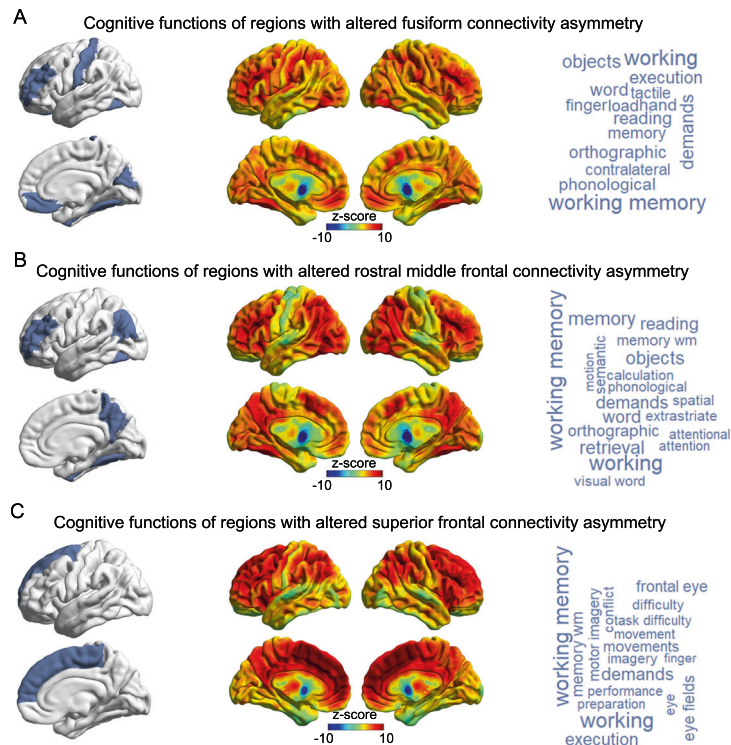 A
Cognitive functions of regions with altered fusiform connectivity asymmetry
z-score
-10 10
objects working
execution
word tactile
finger load hand
reading
memory
demands
orthographic
contralateral
phonological
working memory
B
Cognitive functions of regions with altered rostral middle frontal connectivity asymmetry
z-score
-10 10
working memory
memory reading
memory wm
motion semantic objects
calculation
phonological
demands spatial
word extrastriate
orthographic attentional
retrieval attention
working
visual word
C
Cognitive functions of regions with altered superior frontal connectivity asymmetry
z-score
-10 10
working memory
memory wm
motor imagery
conflict
frontal eye
difficulty
task difficulty
movement
movements
imagery finger
demands
performance
preparation
eye
eye fields
working
execution